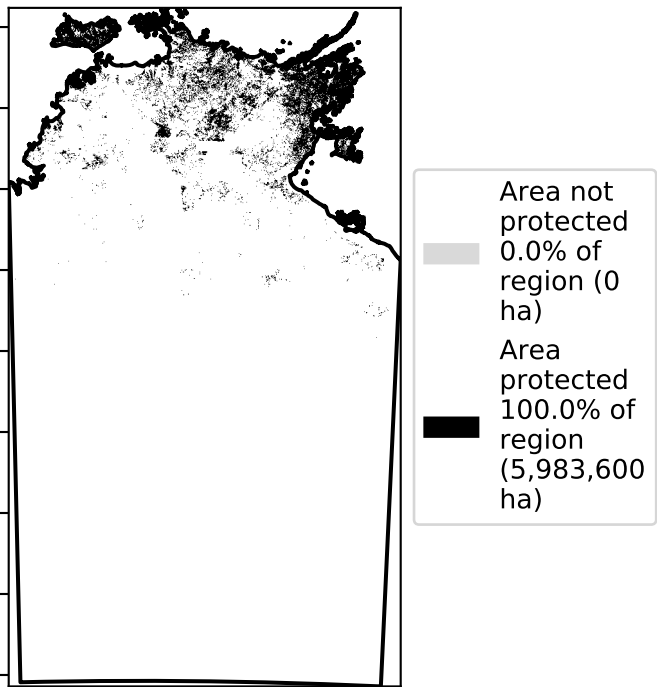 Area not
protected
0.0% of
region (0
ha)
Area
protected
100.0% of
region
(5,983,600
ha)